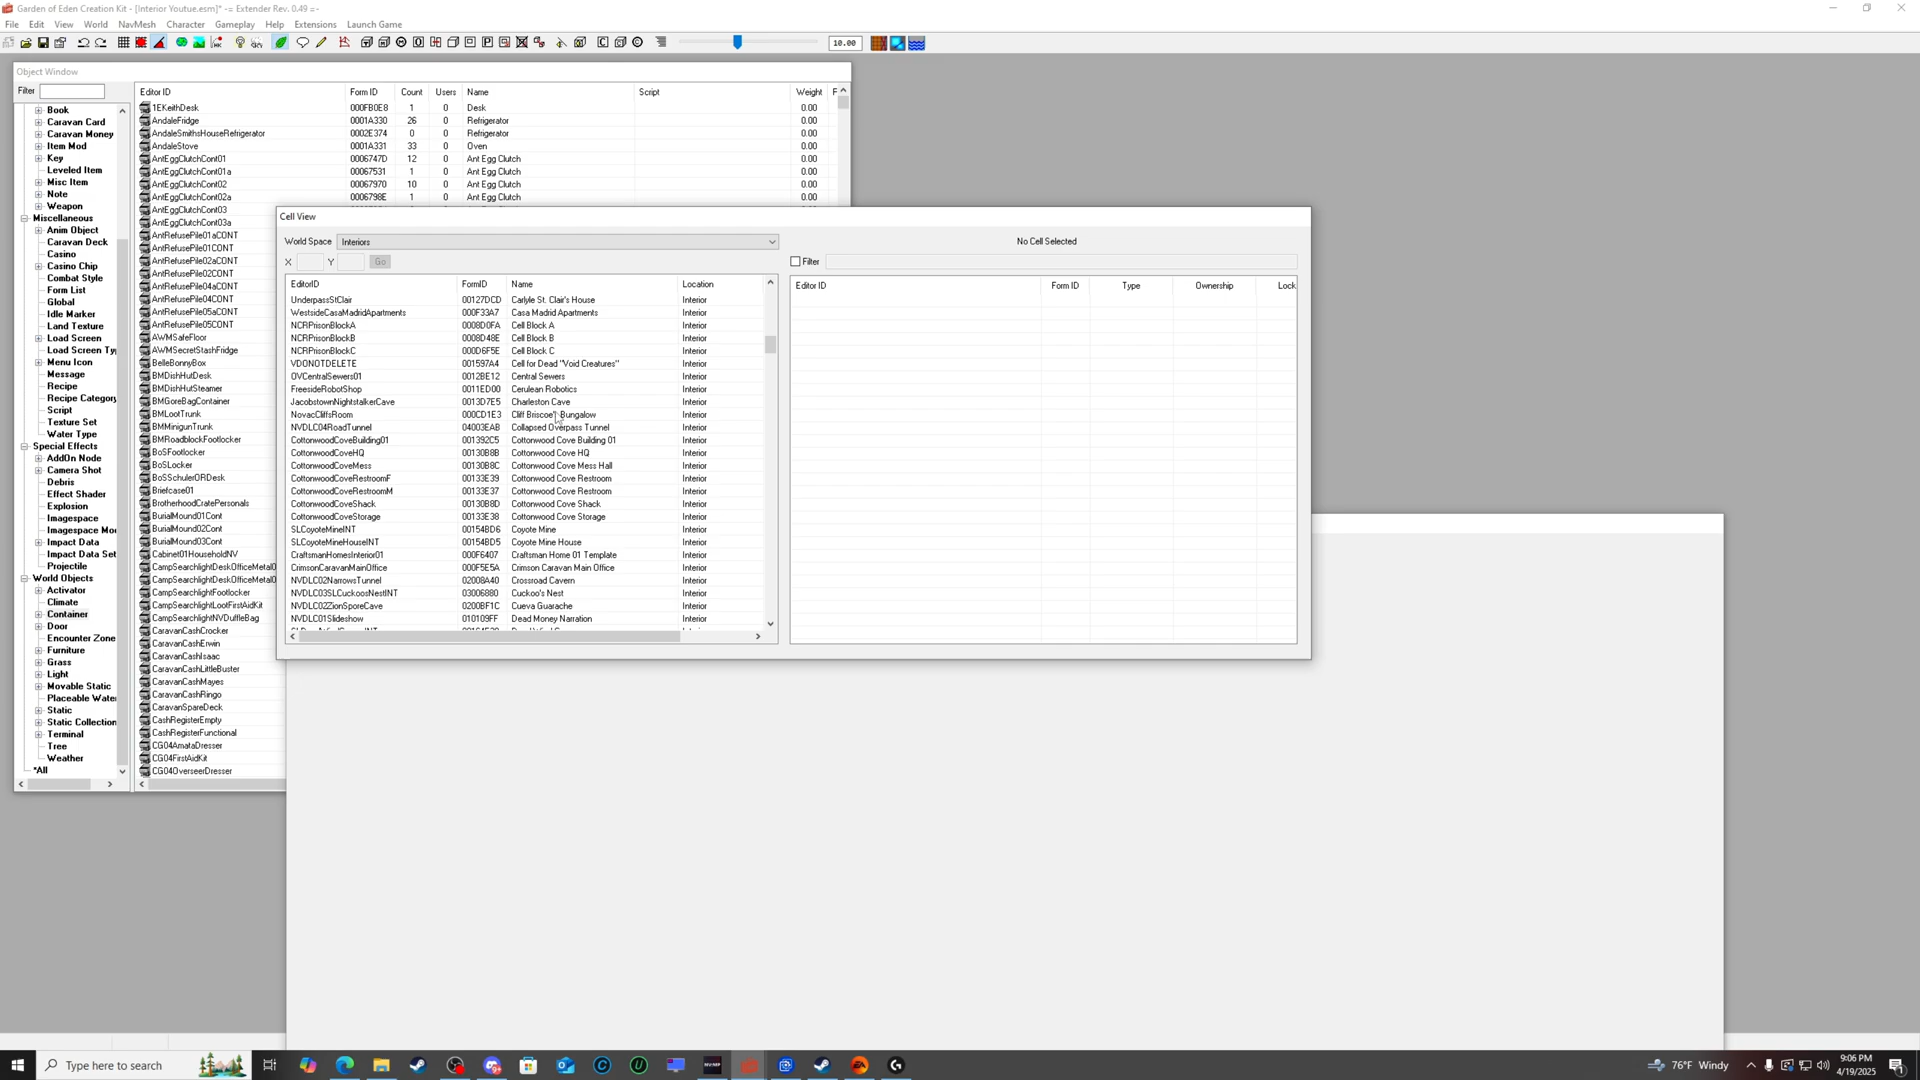 Garden of Eden Creation Kit - [Interior Youtue.esm]* -= Extender Rev. 0.49 =-
File Edit View World NavMesh Character Gameplay Help Extensions Launch Game
10.00
Object Window
Filter
Book
Caravan Card
Caravan Money
Item Mod
Key
Leveled Item
Misc Item
Note
Weapon
Miscellaneous
Anim Object
Caravan Deck
Casino
Casino Chip
Combat Style
Form List
Global
Idle Marker
Land Texture
Load Screen
Load Screen Ty
Menu Icon
Message
Recipe
Recipe Category
Script
Texture Set
Water Type
Special Effects
AddOn Node
Camera Shot
Debris
Effect Shader
Explosion
Imagespace
Imagespace Mo
Impact Data
Impact Data Set
Projectile
World Objects
Activator
Climate
Container
Door
Encounter Zone
Furniture
Grass
Light
Movable Static
Placeable Wate
Static
Static Collection
Terminal
Tree
Weather
*All
Editor ID Form ID Count Users Name Script Weight F
1EKeithDesk 000FB0E8 1 0 Desk 0.00
AndaleFridge 0001A330 26 0 Refrigerator 0.00
AndaleSmithsHouseRefrigerator 0002E374 0 0 Refrigerator 0.00
AndaleStove 0001A331 33 0 Oven 0.00
AntEggClutchCont01 0006747D 12 0 Ant Egg Clutch 0.00
AntEggClutchCont01a 00067531 1 0 Ant Egg Clutch 0.00
AntEggClutchCont02 00067970 10 0 Ant Egg Clutch 0.00
AntEggClutchCont02a 0006798E 1 0 Ant Egg Clutch 0.00
AntEggClutchCont03
AntEggClutchCont03a
AntRefusePile01aCONT
AntRefusePile01CONT
AntRefusePile02aCONT
AntRefusePile02CONT
AntRefusePile04aCONT
AntRefusePile04CONT
AntRefusePile05aCONT
AntRefusePile05CONT
AWMSafeFloor
AWMSecretStashFridge
BelleBonnyBox
BMDishHutDesk
BMDishHutSteamer
BMGoreBagContainer
BMLootTrunk
BMMinigunTrunk
BMRoadblockFootlocker
BoSFootlocker
BoSLocker
BoSSchulerORDesk
Briefcase01
BrotherhoodCratePersonals
BurialMound01Cont
BurialMound02Cont
BurialMound03Cont
Cabinet01HouseholdNV
CampSearchlightDeskOfficeMetal0
CampSearchlightDeskOfficeMetal0
CampSearchlightFootlocker
CampSearchlightLootFirstAidKit
CampSearchlightNVDuffleBag
CaravanCashCrocker
CaravanCashErwin
CaravanCashIsaac
CaravanCashLittleBuster
CaravanCashMayes
CaravanCashRingo
CaravanSpareDeck
CashRegisterEmpty
CashRegisterFunctional
CG04AmataDresser
CG04FirstAidKit
CG04OverseerDresser
Cell View
World Space Interiors No Cell Selected
X Y Go Filter
EditorID FormID Name Location
UnderpassStClair 00127DCD Carlyle St. Clair's House Interior
WestsideCasaMadridApartments 000F33A7 Casa Madrid Apartments Interior
NCRPrisonBlockA 0008D0FA Cell Block A Interior
NCRPrisonBlockB 0008D48E Cell Block B Interior
NCRPrisonBlockC 000D6F5E Cell Block C Interior
VDONOTDELETE 001597A4 Cell for Dead "Void Creatures" Interior
OVCentralSewers01 0012BE12 Central Sewers Interior
FreesideRobotShop 0011ED00 Cerulean Robotics Interior
JacobstownNightstalkerCave 0013D7E5 Charleston Cave Interior
NovacCliffsRoom 000CD1E3 Cliff Briscoe's Bungalow Interior
NVDLC04RoadTunnel 04003EAB Collapsed Overpass Tunnel Interior
CottonwoodCoveBuilding01 001392C5 Cottonwood Cove Building 01 Interior
CottonwoodCoveHQ 00130B8B Cottonwood Cove HQ Interior
CottonwoodCoveMess 00130B8C Cottonwood Cove Mess Hall Interior
CottonwoodCoveRestroomF 00133E39 Cottonwood Cove Restroom Interior
CottonwoodCoveRestroomM 00133E37 Cottonwood Cove Restroom Interior
CottonwoodCoveShack 00130B8D Cottonwood Cove Shack Interior
CottonwoodCoveStorage 00133E38 Cottonwood Cove Storage Interior
SLCoyoteMineINT 00154BD6 Coyote Mine Interior
SLCoyoteMineHouseINT 00154BD5 Coyote Mine House Interior
CraftsmanHomesInterior01 000F6407 Craftsman Home 01 Template Interior
CrimsonCaravanMainOffice 000F5E5A Crimson Caravan Main Office Interior
NVDLC02NarrowsTunnel 02008A40 Crossroad Cavern Interior
NVDLC03SLCuckoosNestINT 03006880 Cuckoo's Nest Interior
NVDLC02ZionSporeCave 0200BF1C Cueva Guarache Interior
NVDLC01Slideshow 010109FF Dead Money Narration Interior
Editor ID Form ID Type Ownership Lock
Type here to search
76°F Windy
9:06 PM
4/19/2025